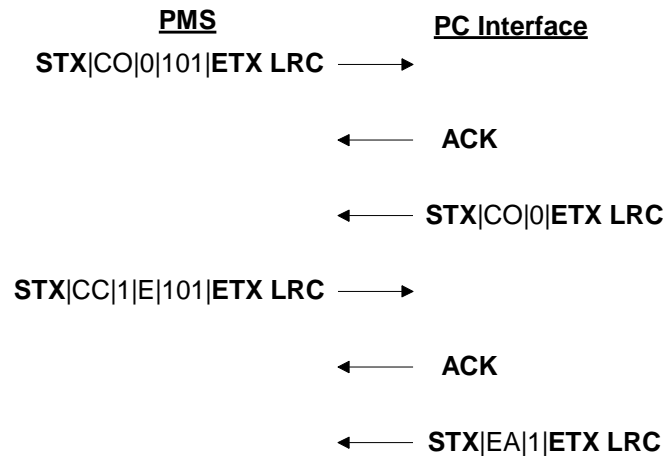 PMS PC Interface
STX|CO|0|101|ETX LRC
ACK
STX|CO|0|ETX LRC
STX|CC|1|E|101|ETX LRC
ACK
STX|EA|1|ETX LRC